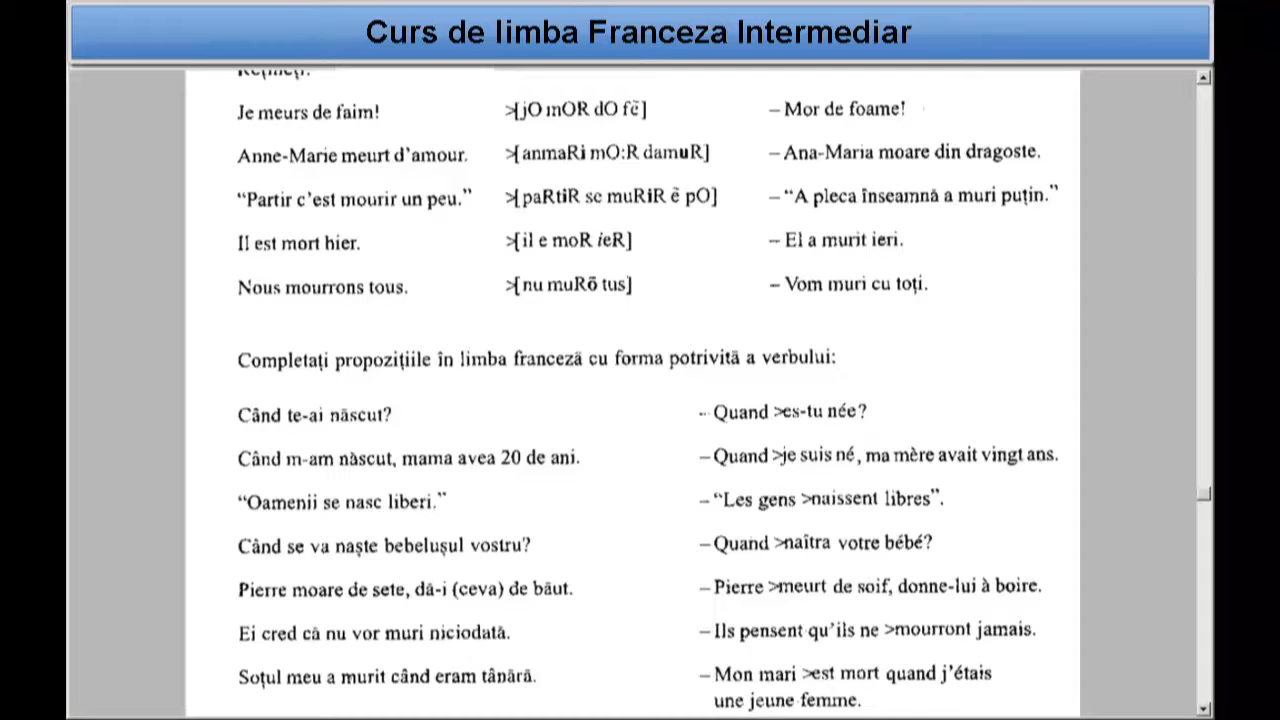 Curs de limba Franceza Intermediar
Rețineți:
Je meurs de faim! >[jO mOR dO fẽ] – Mor de foame!
Anne-Marie meurt d’amour. >[anmaRi mO:R damuR] – Ana-Maria moare din dragoste.
“Partir c’est mourir un peu.” >[paRtiR se muRiR ẽ pO] – “A pleca înseamnă a muri puțin.”
Il est mort hier. >[il e moR ieR] – El a murit ieri.
Nous mourrons tous. >[nu muRõ tus] – Vom muri cu toți.
Completați propozițiile în limba franceză cu forma potrivită a verbului:
Când te-ai născut? – Quand >es-tu née?
Când m-am născut, mama avea 20 de ani. – Quand >je suis né, ma mère avait vingt ans.
“Oamenii se nasc liberi.” – “Les gens >naissent libres”.
Când se va naște bebelușul vostru? – Quand >naîtra votre bébé?
Pierre moare de sete, dă-i (ceva) de băut. – Pierre >meurt de soif, donne-lui à boire.
Ei cred că nu vor muri niciodată. – Ils pensent qu’ils ne >mourront jamais.
Soțul meu a murit când eram tânără. – Mon mari >est mort quand j’étais
une jeune femme.